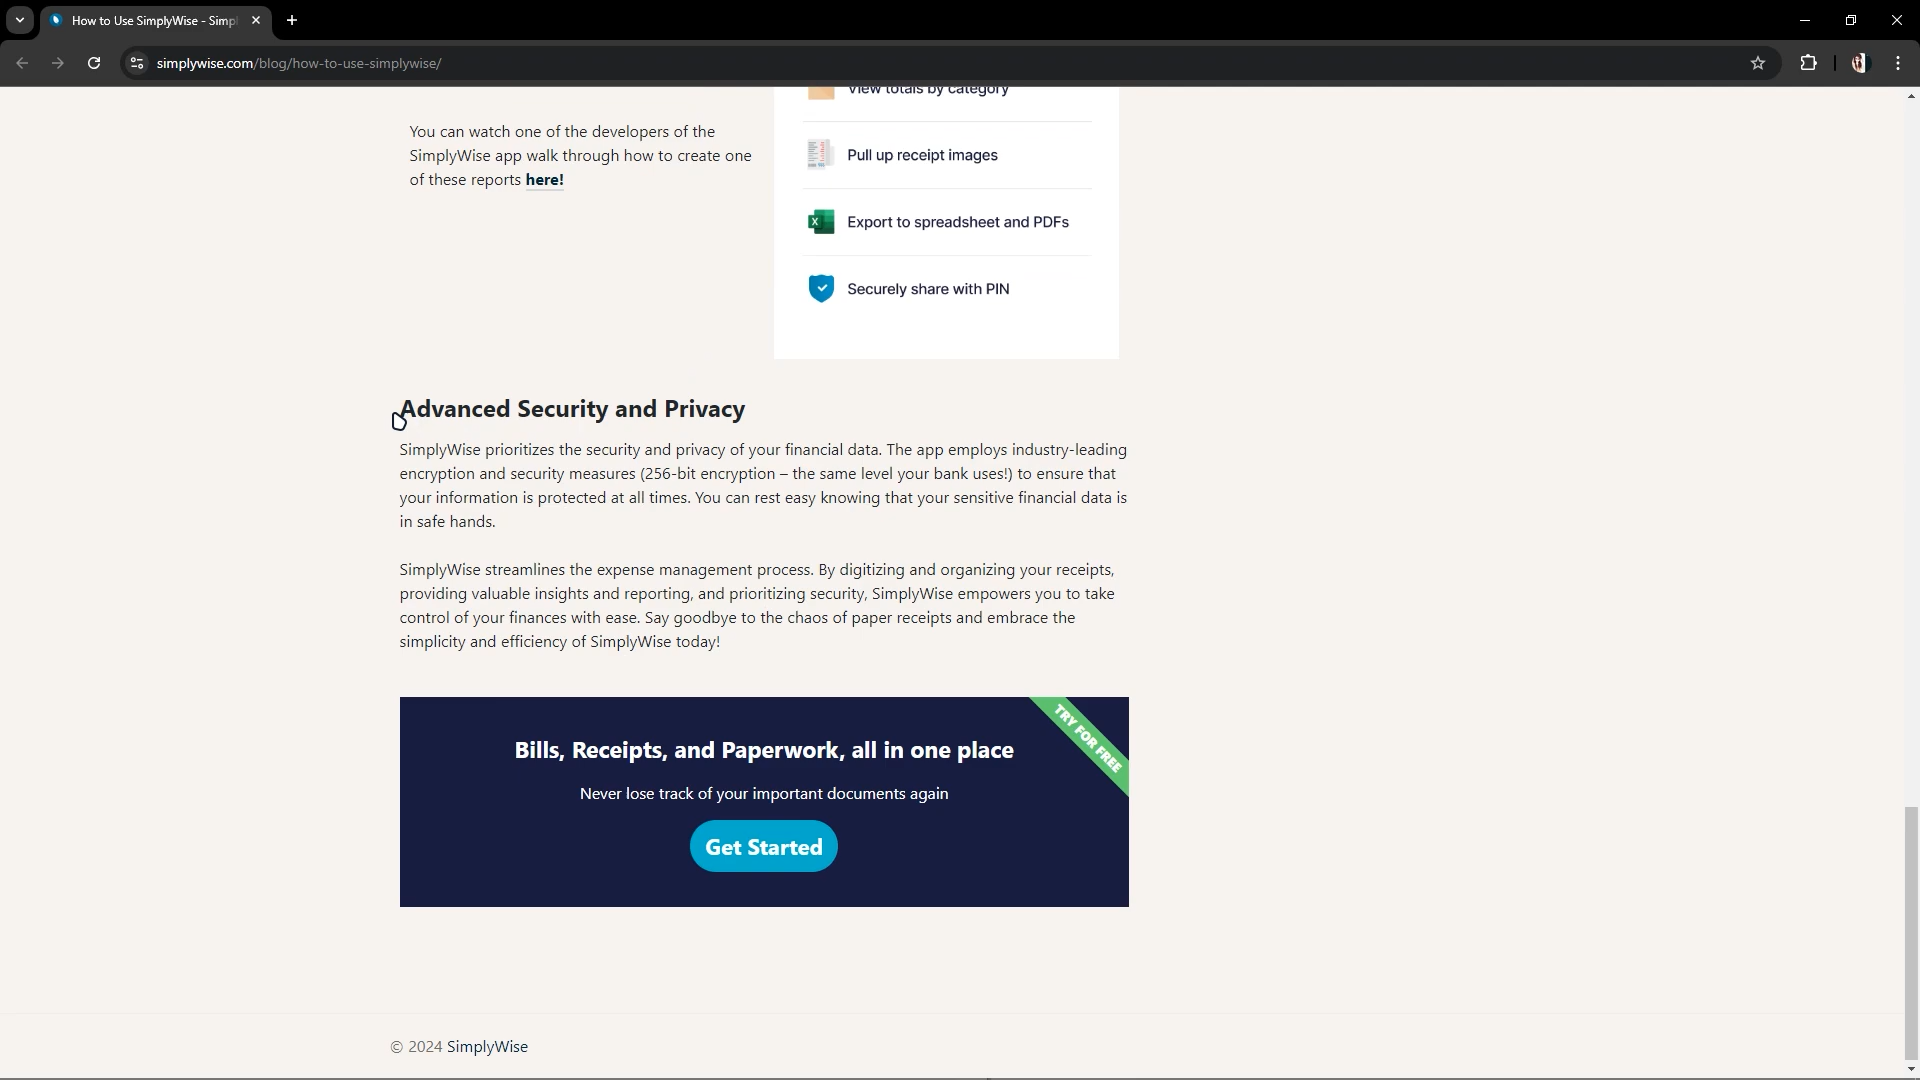 How to Use SimplyWise - Simpl
simplywise.com/blog/how-to-use-simplywise/
View totals by category
You can watch one of the developers of the
SimplyWise app walk through how to create one
of these reports here!
Pull up receipt images
Export to spreadsheet and PDFs
Securely share with PIN
Advanced Security and Privacy
SimplyWise prioritizes the security and privacy of your financial data. The app employs industry-leading
encryption and security measures (256-bit encryption – the same level your bank uses!) to ensure that
your information is protected at all times. You can rest easy knowing that your sensitive financial data is
in safe hands.
SimplyWise streamlines the expense management process. By digitizing and organizing your receipts,
providing valuable insights and reporting, and prioritizing security, SimplyWise empowers you to take
control of your finances with ease. Say goodbye to the chaos of paper receipts and embrace the
simplicity and efficiency of SimplyWise today!
TRY FOR FREE
Bills, Receipts, and Paperwork, all in one place
Never lose track of your important documents again
Get Started
© 2024 SimplyWise